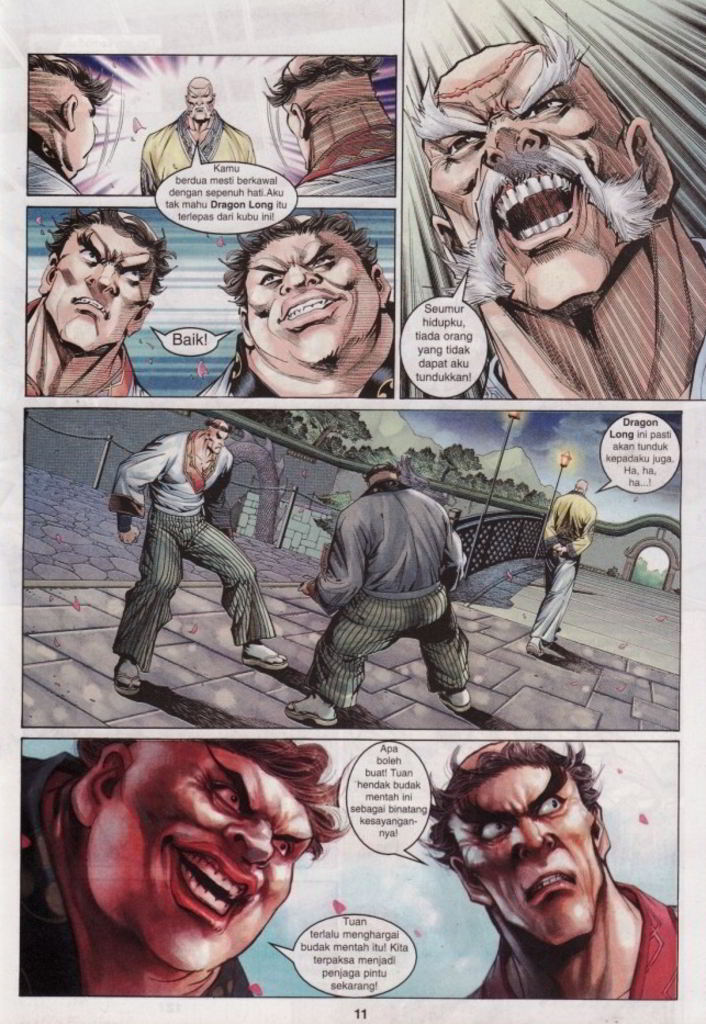 Kamu
berdua mesti berkawal
dengan sepenuh hati.Aku
tak mahu Dragon Long itu
terlepas dari kubu ini!
Baik!
Seumur
hidupku,
tiada orang
yang tidak
dapat aku
tundukkan!
Dragon
Long ini pasti
akan tunduk
kepadaku juga.
Ha, ha,
ha...!
Apa
boleh
buat! Tuan
hendak budak
mentah ini
sebagai binatang
kesayangan-
nya!
Tuan
terlalu menghargai
budak mentah itu! Kita
terpaksa menjadi
penjaga pintu
sekarang!
11